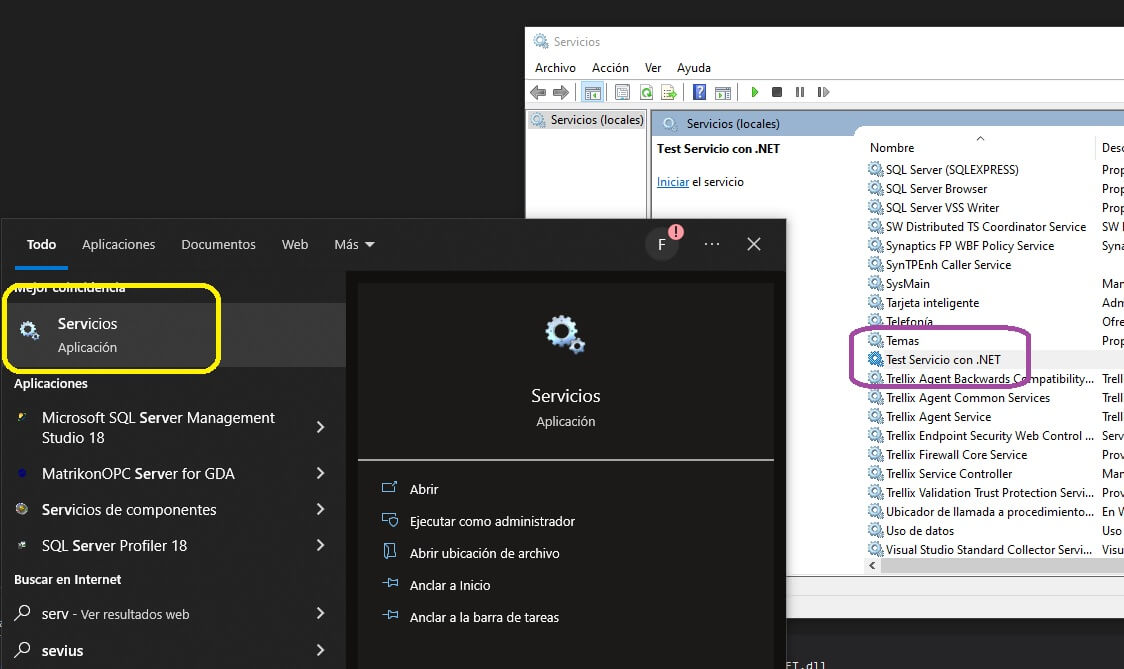 Servicios
Archivo Acción Ver Ayuda
Servicios (locales)
Servicios (locales)
Test Servicio con .NET
Iniciar el servicio
Nombre
SQL Server (SQLEXPRESS) Prop
SQL Server Browser Prop
SQL Server VSS Writer Prop
SW Distributed TS Coordinator Service SW
Synaptics FP WBF Policy Service Syna
SynTPEnh Caller Service
SysMain Man
Tarjeta inteligente Adm
Telefonía Ofre
Temas Prop
Test Servicio con .NET
Trellix Agent Backwards Compatibility... Trell
Trellix Agent Common Services Trell
Trellix Agent Service Trell
Trellix Endpoint Security Web Control ... Serv
Trellix Firewall Core Service Prov
Trellix Service Controller Man
Trellix Validation Trust Protection Servi... Prov
Ubicador de llamada a procedimiento... En W
Uso de datos Uso
Visual Studio Standard Collector Servi... Visu
Todo Aplicaciones Documentos Web Más
F
!
Mejor coincidencia
Servicios
Aplicación
Aplicaciones
Microsoft SQL Server Management
Studio 18
MatrikonOPC Server for GDA
Servicios de componentes
SQL Server Profiler 18
Buscar en Internet
serv - Ver resultados web
sevius
Servicios
Aplicación
Abrir
Ejecutar como administrador
Abrir ubicación de archivo
Anclar a Inicio
Anclar a la barra de tareas